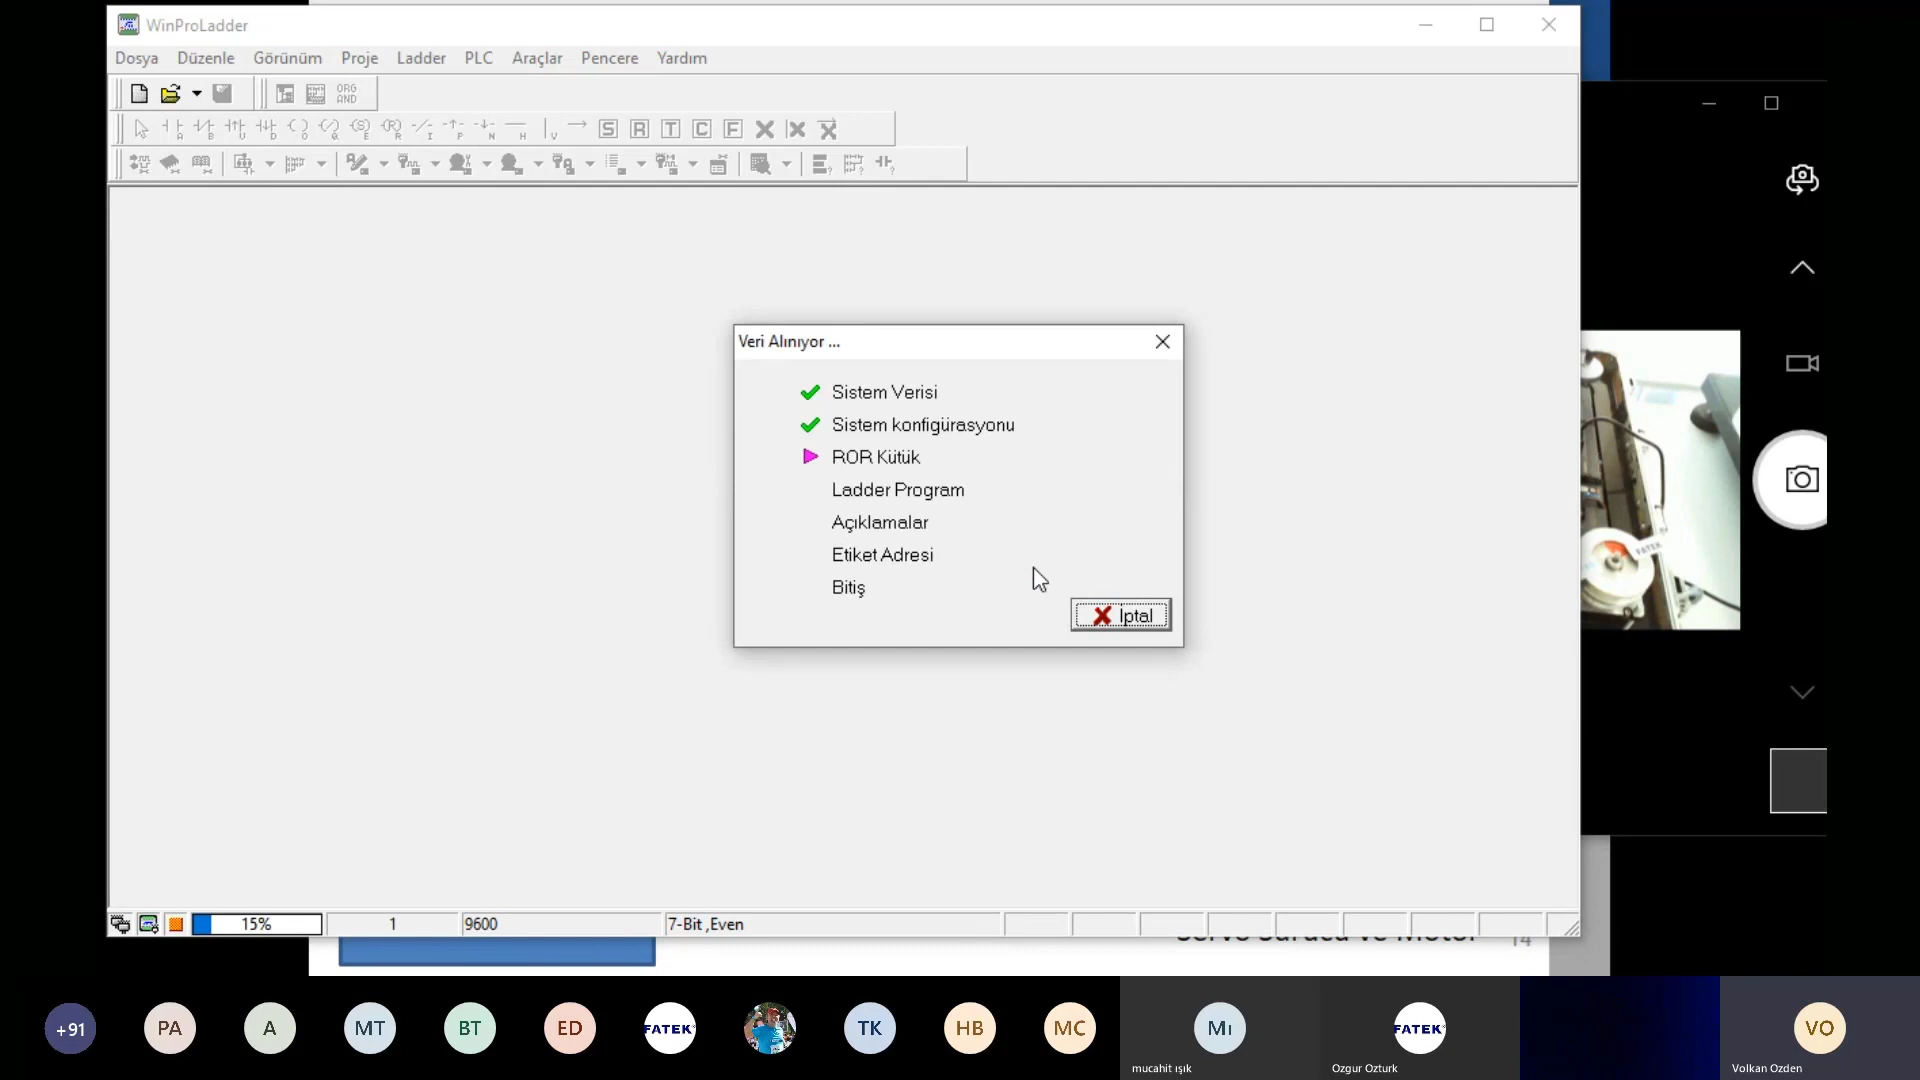 WinProLadder
Dosya Düzenle Görünüm Proje Ladder PLC Araçlar Pencere Yardım
ORG
AND
A B U D O Q E R I P N H V S R T C F
Veri Alınıyor ...
Sistem Verisi
Sistem konfigürasyonu
ROR Kütük
Ladder Program
Açıklamalar
Etiket Adresi
Bitiş
İptal
FATEK
15% 1 9600 7-Bit ,Even
14
+91 PA A MT BT ED FATEK TK HB MC Mı FATEK VO
mucahit ışık Ozgur Ozturk Volkan Ozden